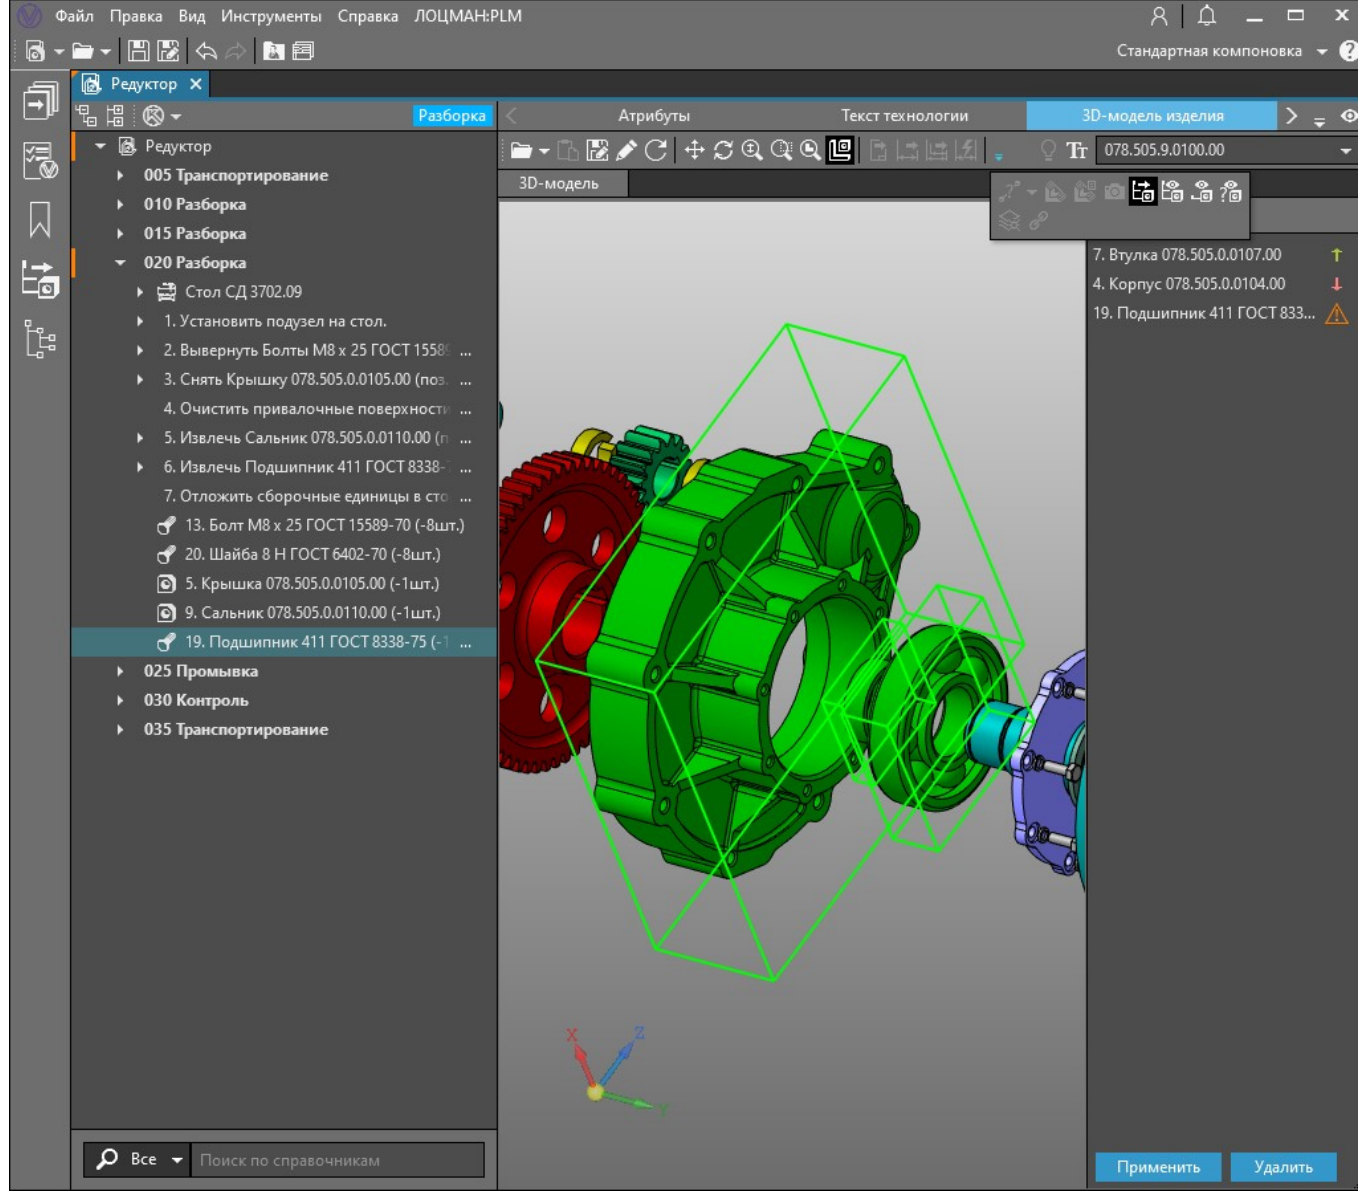 Файл Правка Вид Инструменты Справка ЛОЦМАН:PLM
Стандартная компоновка
Редуктор
Разборка
Атрибуты Текст технологии 3D-модель изделия
Редуктор
078.505.9.0100.00
005 Транспортирование
3D-модель
010 Разборка
015 Разборка
020 Разборка
Стол СД 3702.09
1. Установить подузел на стол.
2. Вывернуть Болты М8 х 25 ГОСТ 15589 ...
3. Снять Крышку 078.505.0.0105.00 (поз. ...
4. Очистить привалочные поверхности ...
5. Извлечь Сальник 078.505.0.0110.00 (п ...
6. Извлечь Подшипник 411 ГОСТ 8338-7 ...
7. Отложить сборочные единицы в сто ...
13. Болт М8 х 25 ГОСТ 15589-70 (-8шт.)
20. Шайба 8 Н ГОСТ 6402-70 (-8шт.)
5. Крышка 078.505.0.0105.00 (-1шт.)
9. Сальник 078.505.0.0110.00 (-1шт.)
19. Подшипник 411 ГОСТ 8338-75 (-1 ...
025 Промывка
030 Контроль
035 Транспортирование
7. Втулка 078.505.0.0107.00
4. Корпус 078.505.0.0104.00
19. Подшипник 411 ГОСТ 833...
X
Z
Y
Все
Поиск по справочникам
Применить Удалить